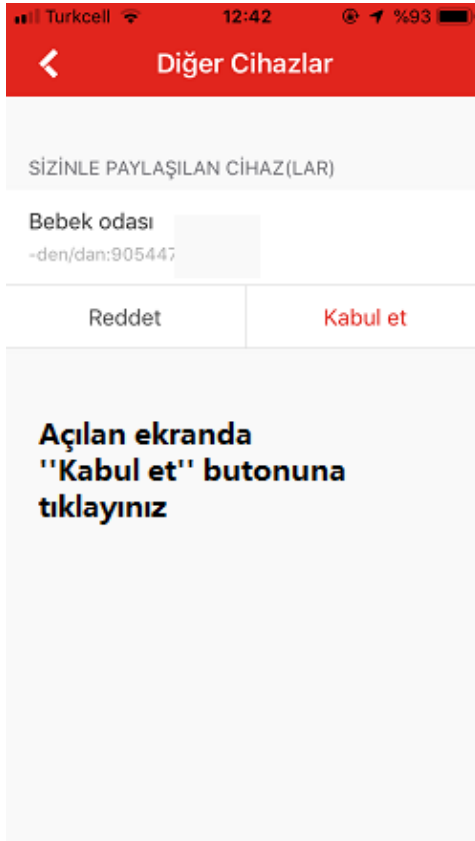 Turkcell 12:42 %93
Diğer Cihazlar
SİZİNLE PAYLAŞILAN CİHAZ(LAR)
Bebek odası
-den/dan:905447
Reddet Kabul et
Açılan ekranda
''Kabul et'' butonuna
tıklayınız